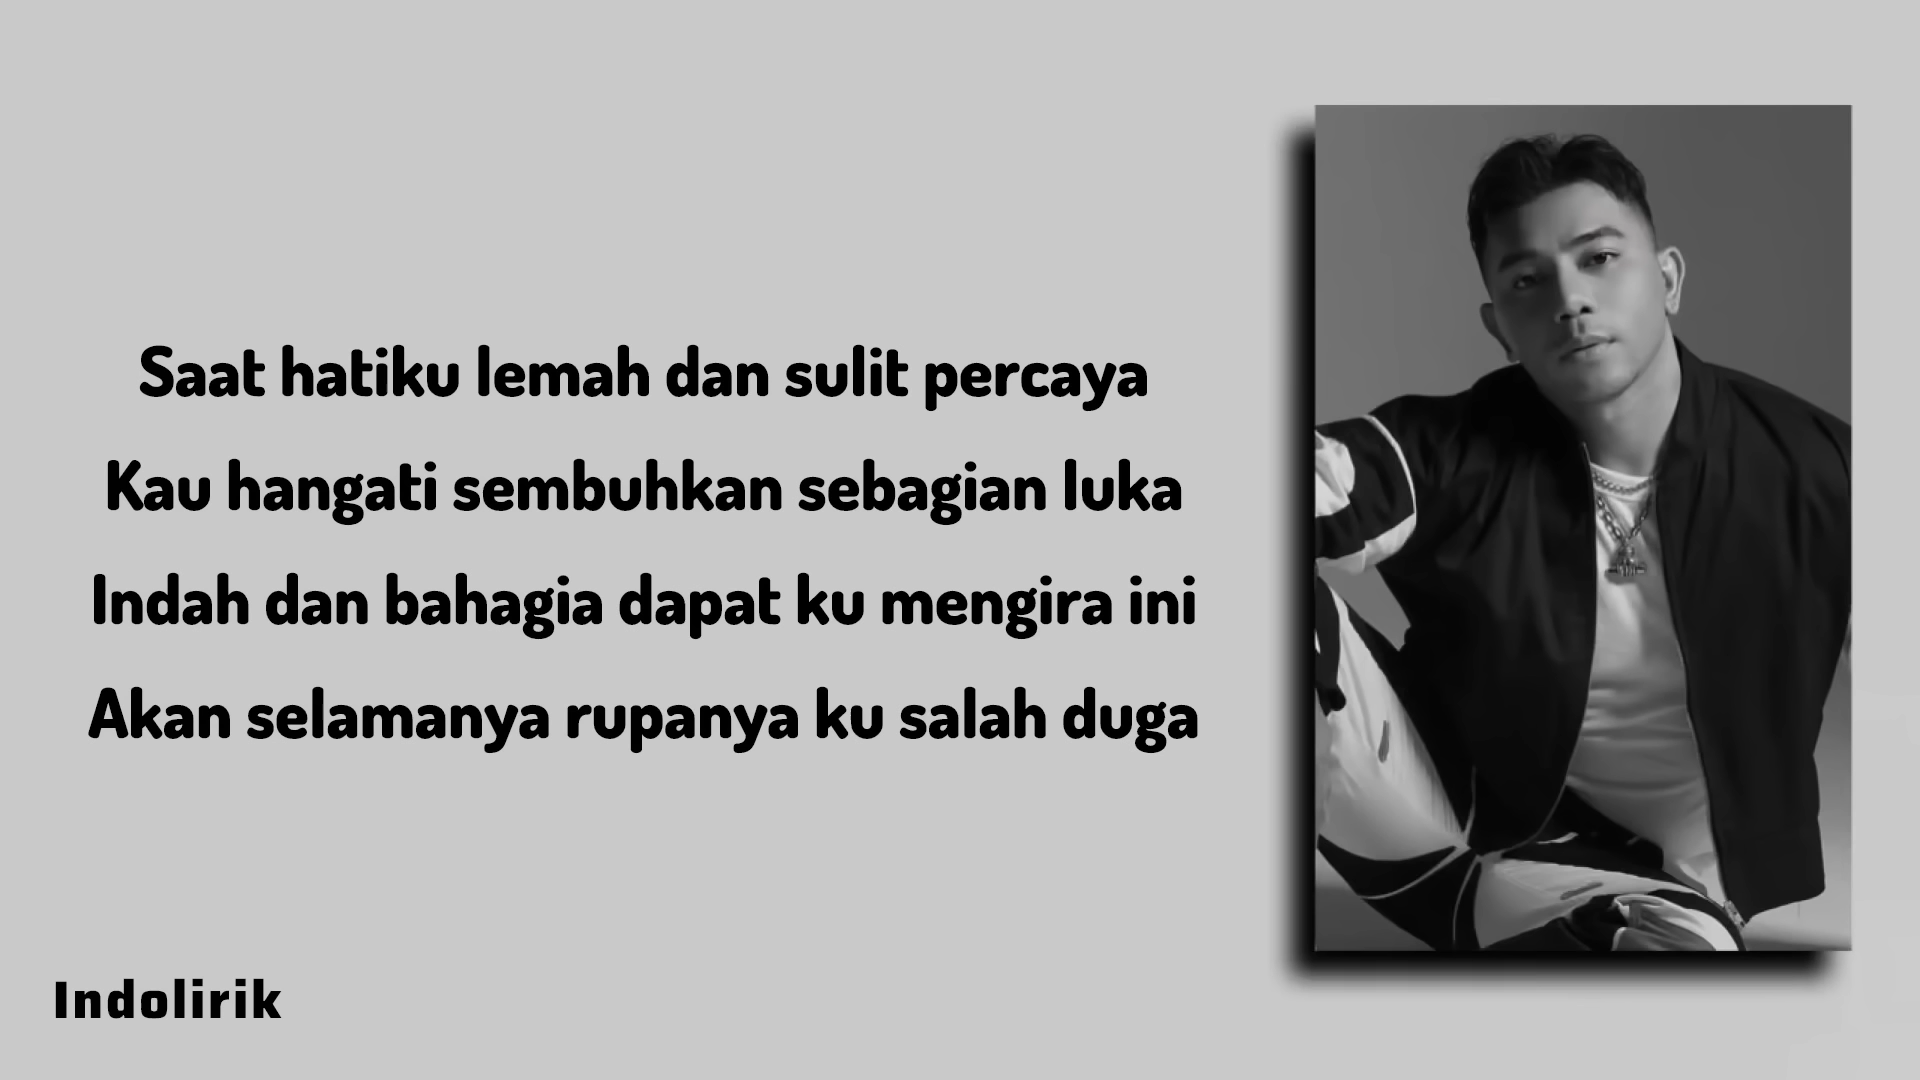 Saat hatiku lemah dan sulit percaya
Kau hangati sembuhkan sebagian luka
Indah dan bahagia dapat ku mengira ini
Akan selamanya rupanya ku salah duga
Indolirik